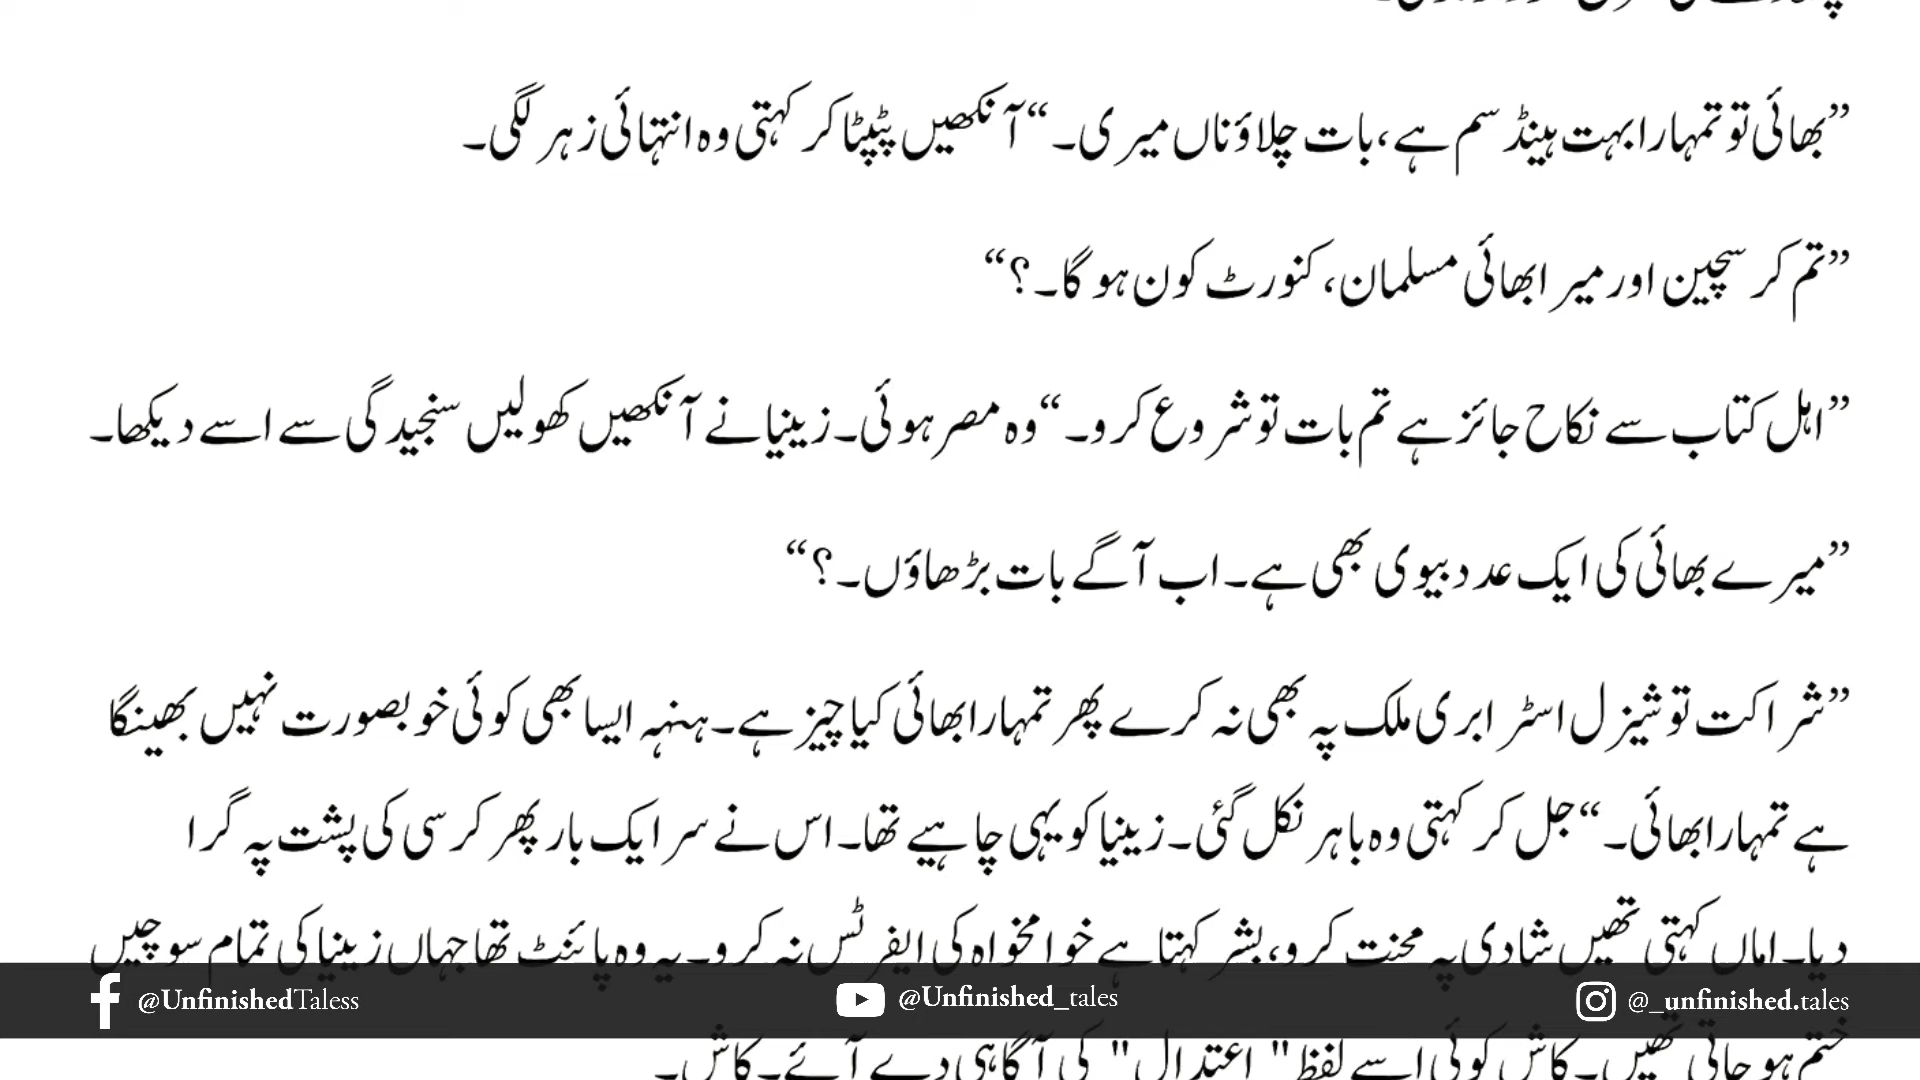 ”بھائی تو تمہارا بہت ہینڈسم ہے، بات چلاؤ ناں میری۔“ آنکھیں پٹپٹا کر کہتی وہ انتہائی زہر لگی۔
”تم کرسچین اور میرا بھائی مسلمان، کنورٹ کون ہو گا۔؟“
”اہل کتاب سے نکاح جائز ہے تم بات تو شروع کرو۔“ وہ مصر ہوئی۔ زینیا نے آنکھیں کھولیں سنجیدگی سے اسے دیکھا۔
”میرے بھائی کی ایک عدد بیوی بھی ہے۔ اب آگے بات بڑھاؤں۔؟“
”شراکت تو شیزل اسٹرابری ملک پہ بھی نہ کرے پھر تمہارا بھائی کیا چیز ہے۔ ہنہہ ایسا بھی کوئی خوبصورت نہیں بھینگا
ہے تمہارا بھائی۔“ جل کر کہتی وہ باہر نکل گئی۔ زینیا کو یہی چاہیے تھا۔ اس نے سر ایک بار پھر کرسی کی پشت پہ گرا
دیا۔ اماں کہتی تھیں شادی پہ محنت کرو، بشر کہتا ہے خوامخواہ کی ایفرٹس نہ کرو۔ یہ وہ پائنٹ تھا جہاں زینیا کی تمام سوچیں
@UnfinishedTaless @Unfinished_tales @_unfinished.tales
ختم ہو جاتی تھیں۔ کاش کوئی اسے لفظ "اعتدال" کی آگاہی دے آئے۔ کاش۔